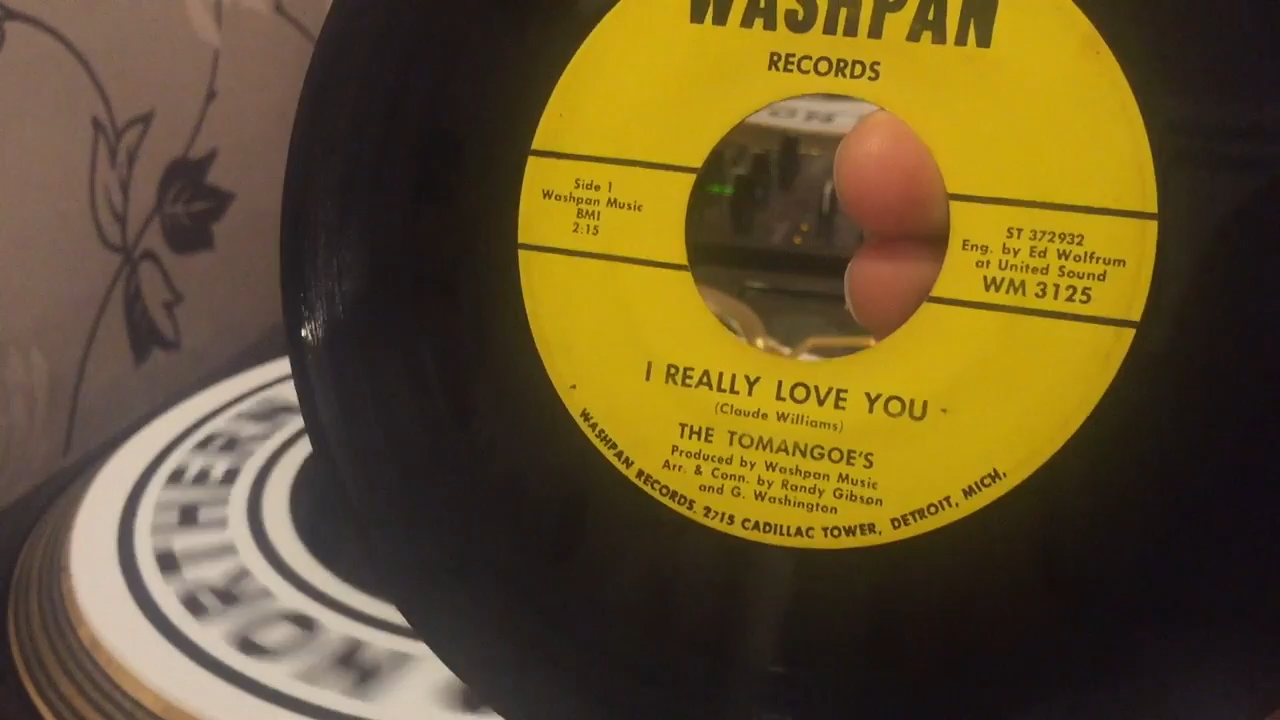 WASHPAN
RECORDS
Side 1
Washpan Music
BMI
2:15
ST 372932
Eng. by Ed Wolfrum
at United Sound
WM 3125
I REALLY LOVE YOU
(Claude Williams)
THE TOMANGOE'S
Produced by Washpan Music
Arr. & Conn. by Randy Gibson
and G. Washington
WASHPAN RECORDS, 2715 CADILLAC TOWER, DETROIT, MICH.
NORTHERN